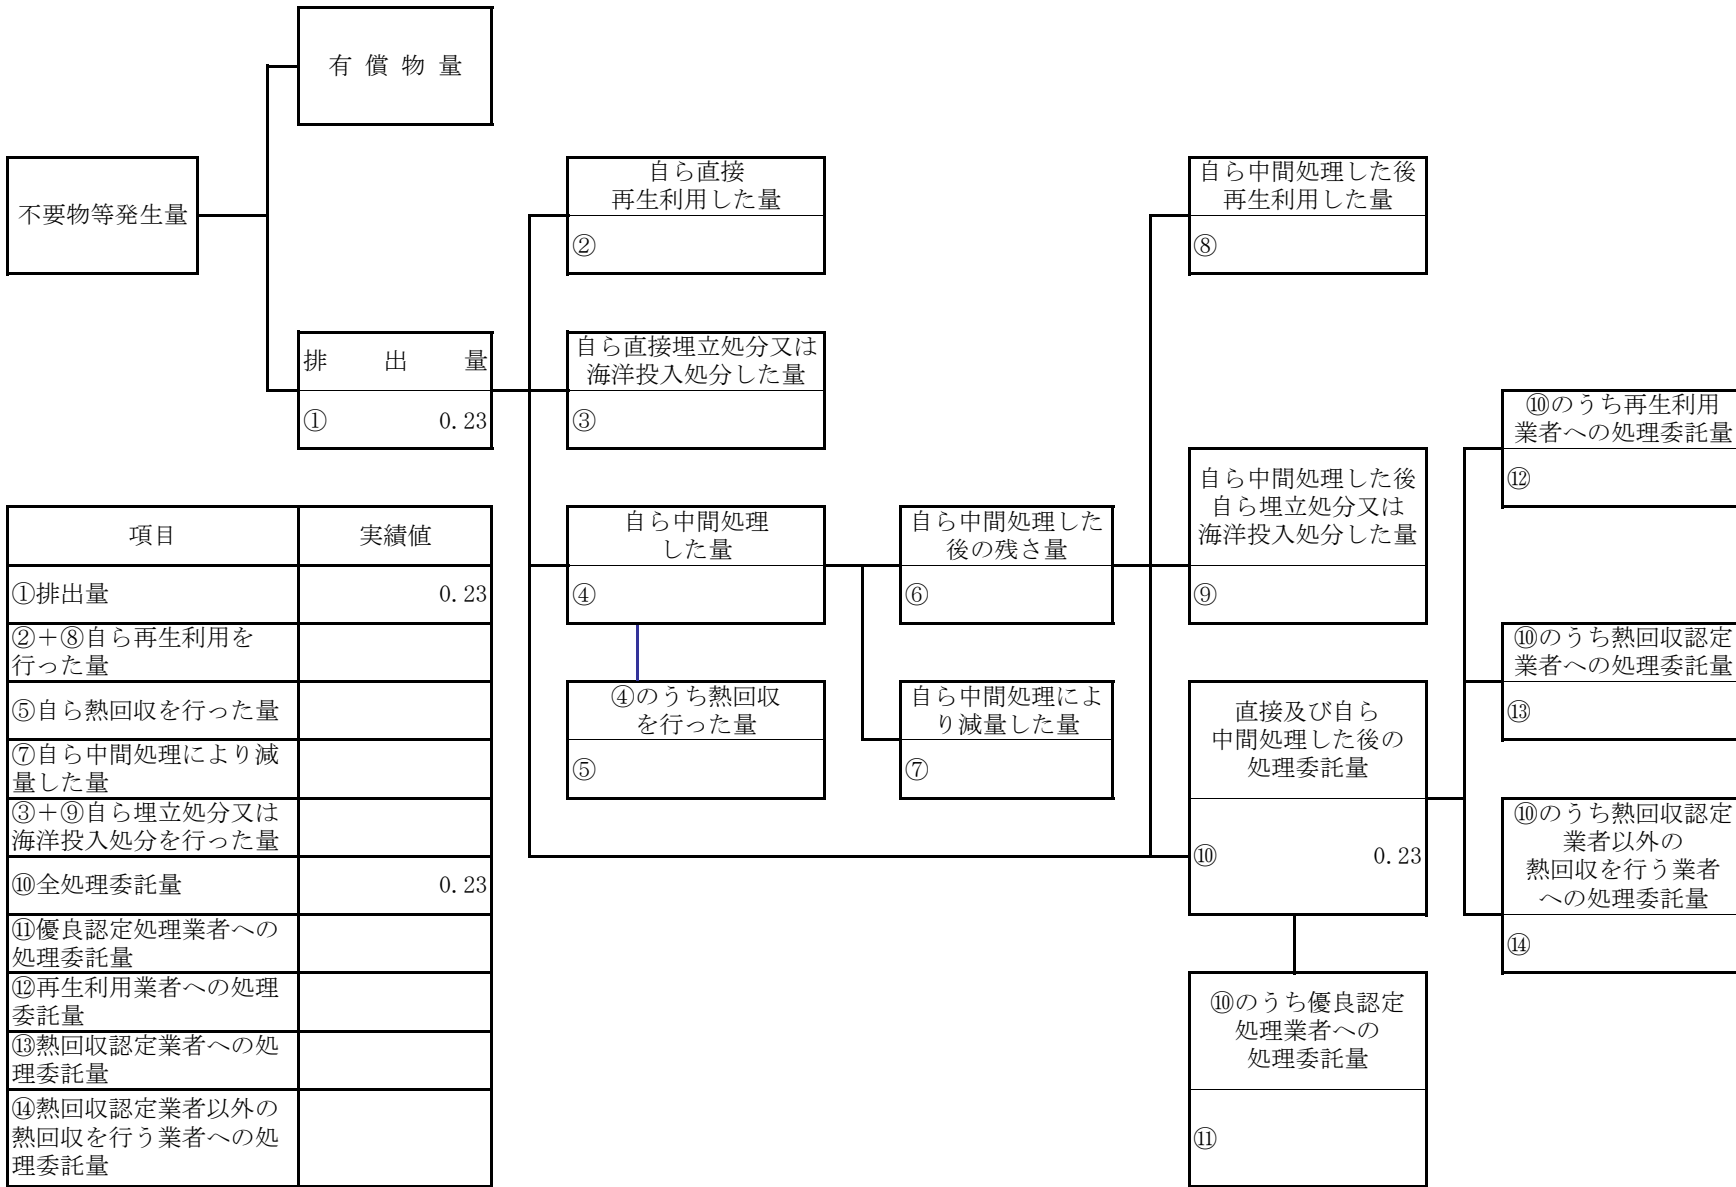 有 償 物 量
不要物等発生量
自ら直接
再生利用した量
②
自ら中間処理した後
再生利用した量
⑧
排 出 量
① 0.23
自ら直接埋立処分又は
海洋投入処分した量
③
⑩のうち再生利用
業者への処理委託量
⑫
自ら中間処理した後
自ら埋立処分又は
海洋投入処分した量
⑨
自ら中間処理
した量
④
自ら中間処理した
後の残さ量
⑥
⑩のうち熱回収認定
業者への処理委託量
⑬
④のうち熱回収
を行った量
⑤
自ら中間処理によ
り減量した量
⑦
直接及び自ら
中間処理した後の
処理委託量
⑩ 0.23
⑩のうち熱回収認定
業者以外の
熱回収を行う業者
への処理委託量
⑭
⑩のうち優良認定
処理業者への
処理委託量
⑪
項目 実績値
①排出量 0.23
②＋⑧自ら再生利用を
行った量
⑤自ら熱回収を行った量
⑦自ら中間処理により減
量した量
③＋⑨自ら埋立処分又は
海洋投入処分を行った量
⑩全処理委託量 0.23
⑪優良認定処理業者への
処理委託量
⑫再生利用業者への処理
委託量
⑬熱回収認定業者への処
理委託量
⑭熱回収認定業者以外の
熱回収を行う業者への処
理委託量